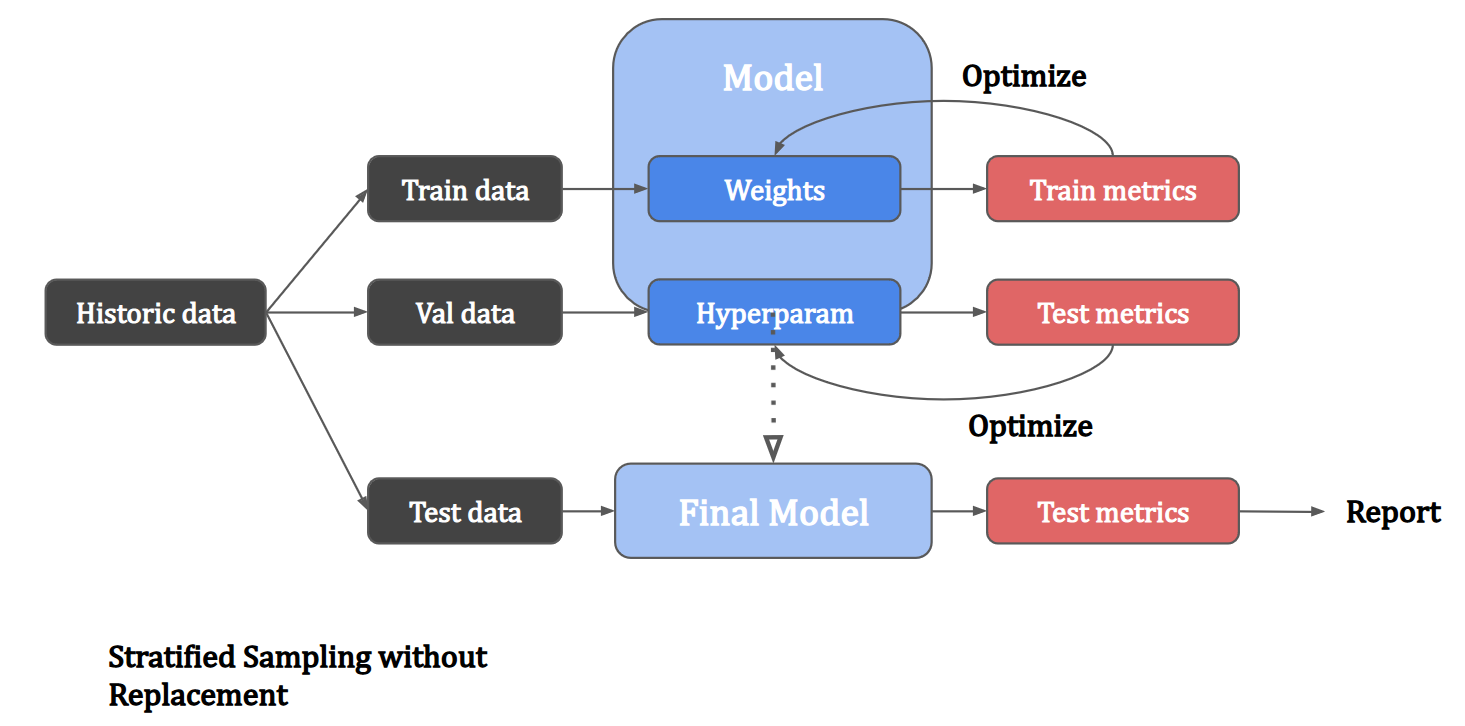 Model
Optimize
Train data
Weights
Train metrics
Historic data
Val data
Hyperparam
Test metrics
Optimize
Test data
Final Model
Test metrics
Report
Stratified Sampling without
Replacement